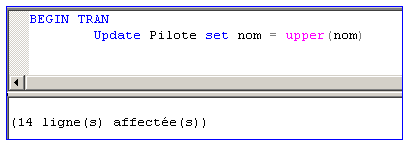 BEGIN TRAN
Update Pilote set nom = upper(nom)
(14 ligne(s) affectée(s))